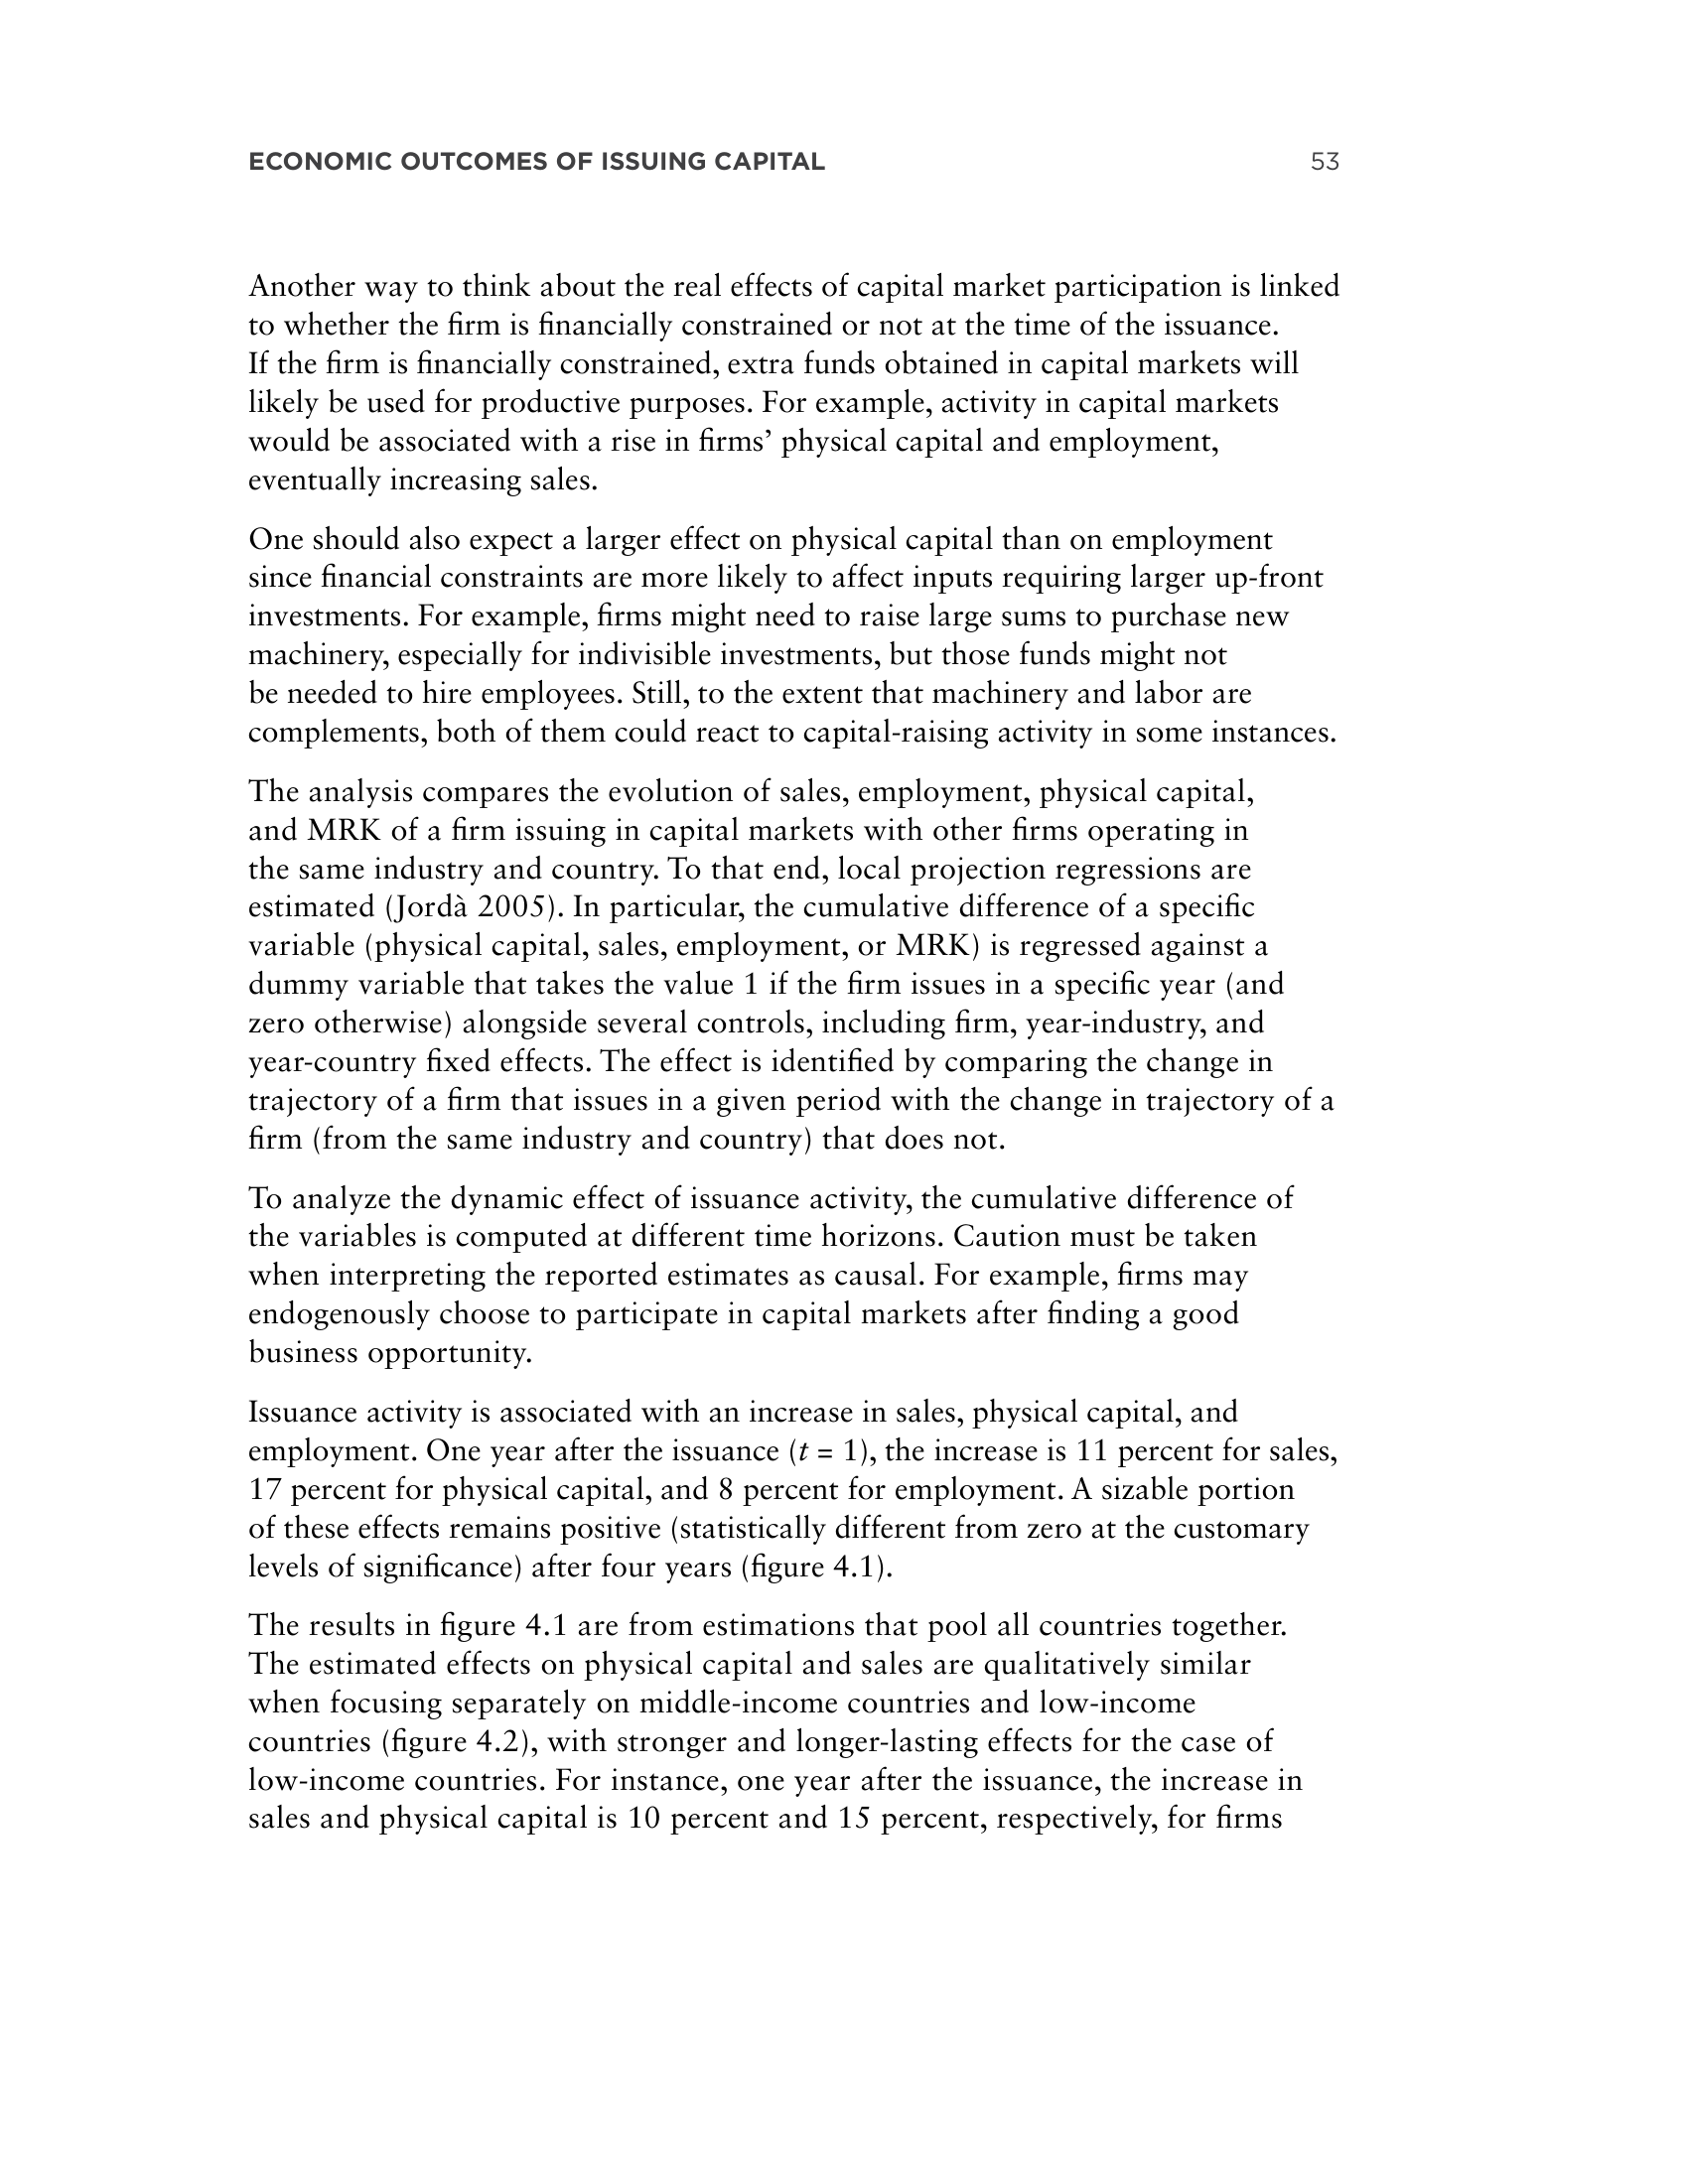 ECONOMIC OUTCOMES OF ISSUING CAPITAL 53
Another way to think about the real effects of capital market participation is linked
to whether the firm is financially constrained or not at the time of the issuance.
If the firm is financially constrained, extra funds obtained in capital markets will
likely be used for productive purposes. For example, activity in capital markets
would be associated with a rise in firms’ physical capital and employment,
eventually increasing sales.
One should also expect a larger effect on physical capital than on employment
since financial constraints are more likely to affect inputs requiring larger up-front
investments. For example, firms might need to raise large sums to purchase new
machinery, especially for indivisible investments, but those funds might not
be needed to hire employees. Still, to the extent that machinery and labor are
complements, both of them could react to capital-raising activity in some instances.
The analysis compares the evolution of sales, employment, physical capital,
and MRK of a firm issuing in capital markets with other firms operating in
the same industry and country. To that end, local projection regressions are
estimated (Jordà 2005). In particular, the cumulative difference of a specific
variable (physical capital, sales, employment, or MRK) is regressed against a
dummy variable that takes the value 1 if the firm issues in a specific year (and
zero otherwise) alongside several controls, including firm, year-industry, and
year-country fixed effects. The effect is identified by comparing the change in
trajectory of a firm that issues in a given period with the change in trajectory of a
firm (from the same industry and country) that does not.
To analyze the dynamic effect of issuance activity, the cumulative difference of
the variables is computed at different time horizons. Caution must be taken
when interpreting the reported estimates as causal. For example, firms may
endogenously choose to participate in capital markets after finding a good
business opportunity.
Issuance activity is associated with an increase in sales, physical capital, and
employment. One year after the issuance (t = 1), the increase is 11 percent for sales,
17 percent for physical capital, and 8 percent for employment. A sizable portion
of these effects remains positive (statistically different from zero at the customary
levels of significance) after four years (figure 4.1).
The results in figure 4.1 are from estimations that pool all countries together.
The estimated effects on physical capital and sales are qualitatively similar
when focusing separately on middle-income countries and low-income
countries (figure 4.2), with stronger and longer-lasting effects for the case of
low-income countries. For instance, one year after the issuance, the increase in
sales and physical capital is 10 percent and 15 percent, respectively, for firms